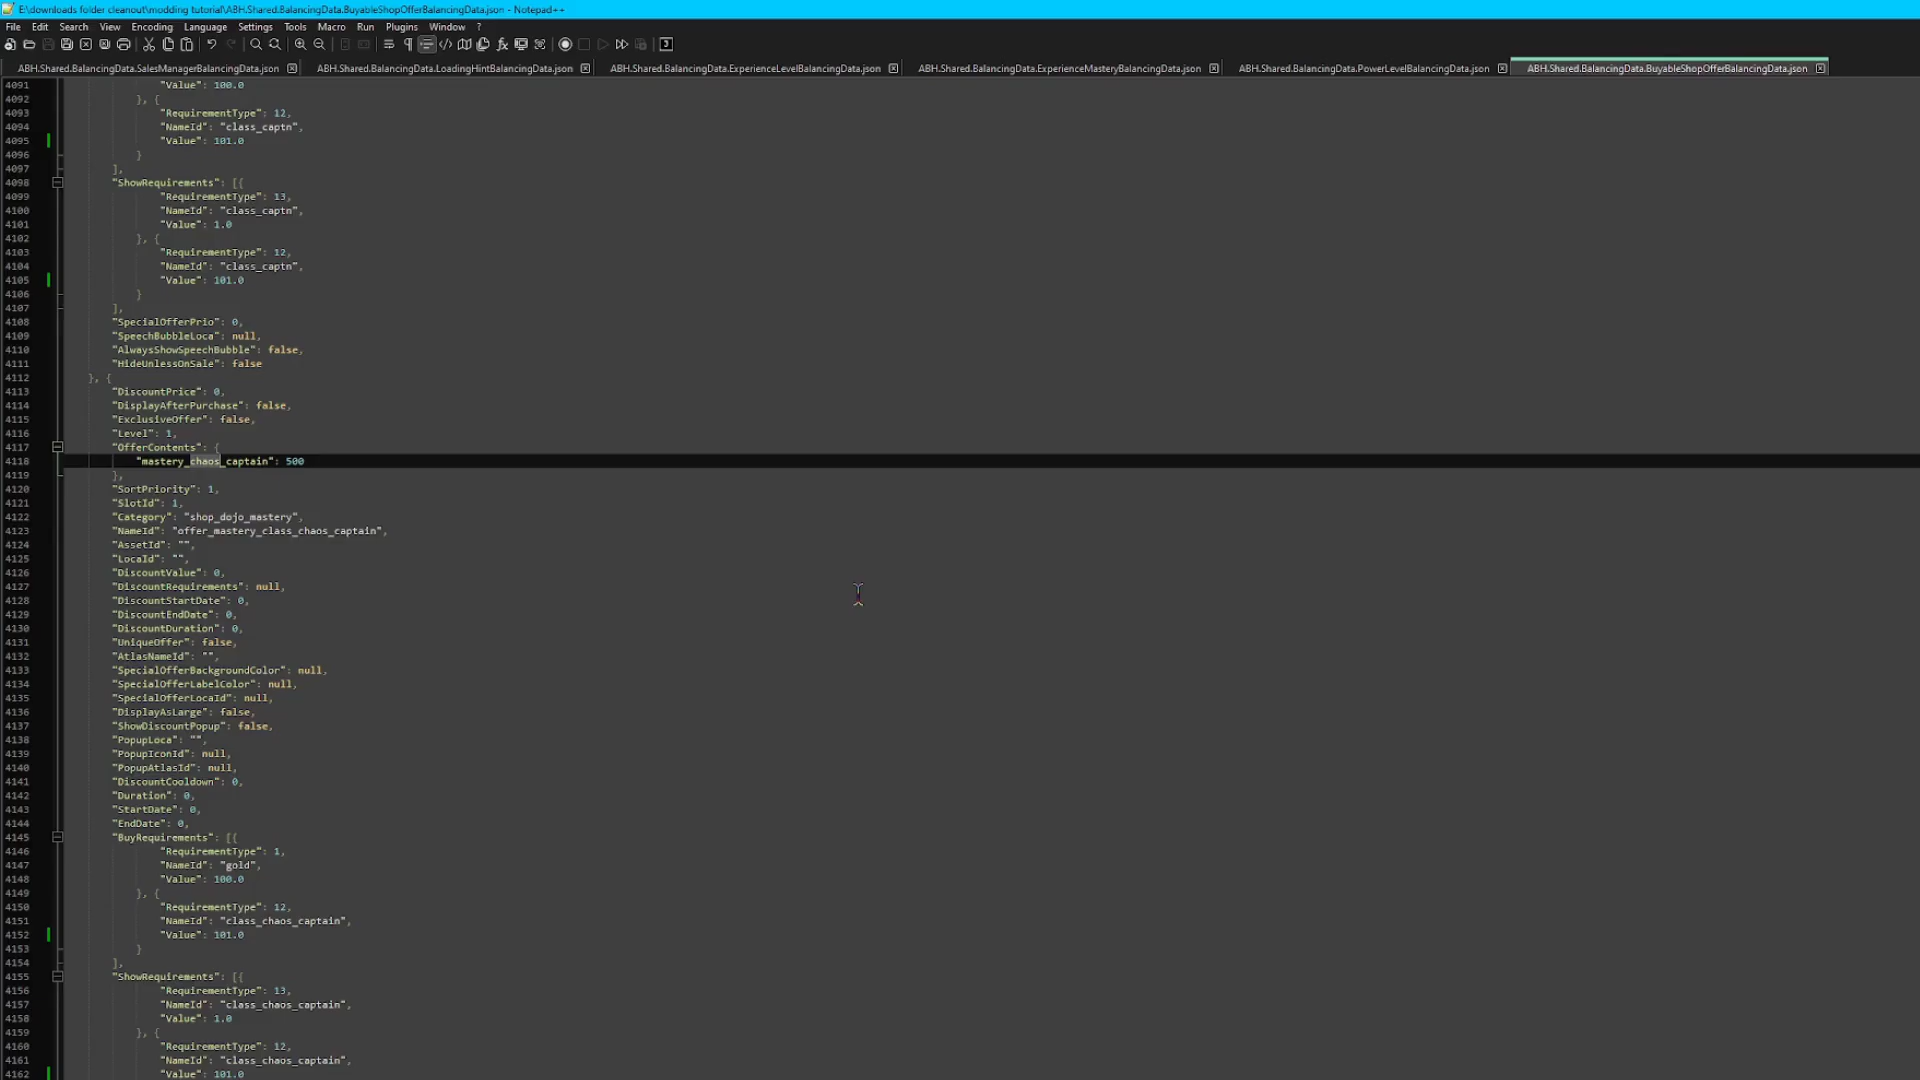 E:\downloads folder cleanout\modding tutorial\ABH.Shared.BalancingData.BuyableShopOfferBalancingData.json - Notepad++
File Edit Search View Encoding Language Settings Tools Macro Run Plugins Window ?
ABH.Shared.BalancingData.SalesManagerBalancingData.json ABH.Shared.BalancingData.LoadingHintBalancingData.json ABH.Shared.BalancingData.ExperienceLevelBalancingData.json ABH.Shared.BalancingData.ExperienceMasteryBalancingData.json ABH.Shared.BalancingData.PowerLevelBalancingData.json ABH.Shared.BalancingData.BuyableShopOfferBalancingData.json
4091 "Value": 100.0
4092 }, {
4093 "RequirementType": 12,
4094 "NameId": "class_captn",
4095 "Value": 101.0
4096 }
4097 ],
4098 "ShowRequirements": [{
4099 "RequirementType": 13,
4100 "NameId": "class_captn",
4101 "Value": 1.0
4102 }, {
4103 "RequirementType": 12,
4104 "NameId": "class_captn",
4105 "Value": 101.0
4106 }
4107 ],
4108 "SpecialOfferPrio": 0,
4109 "SpeechBubbleLoca": null,
4110 "AlwaysShowSpeechBubble": false,
4111 "HideUnlessOnSale": false
4112 }, {
4113 "DiscountPrice": 0,
4114 "DisplayAfterPurchase": false,
4115 "ExclusiveOffer": false,
4116 "Level": 1,
4117 "OfferContents": {
4118 "mastery_chaos_captain": 500
4119 },
4120 "SortPriority": 1,
4121 "SlotId": 1,
4122 "Category": "shop_dojo_mastery",
4123 "NameId": "offer_mastery_class_chaos_captain",
4124 "AssetId": "",
4125 "LocaId": "",
4126 "DiscountValue": 0,
4127 "DiscountRequirements": null,
4128 "DiscountStartDate": 0,
4129 "DiscountEndDate": 0,
4130 "DiscountDuration": 0,
4131 "UniqueOffer": false,
4132 "AtlasNameId": "",
4133 "SpecialOfferBackgroundColor": null,
4134 "SpecialOfferLabelColor": null,
4135 "SpecialOfferLocaId": null,
4136 "DisplayAsLarge": false,
4137 "ShowDiscountPopup": false,
4138 "PopupLoca": "",
4139 "PopupIconId": null,
4140 "PopupAtlasId": null,
4141 "DiscountCooldown": 0,
4142 "Duration": 0,
4143 "StartDate": 0,
4144 "EndDate": 0,
4145 "BuyRequirements": [{
4146 "RequirementType": 1,
4147 "NameId": "gold",
4148 "Value": 100.0
4149 }, {
4150 "RequirementType": 12,
4151 "NameId": "class_chaos_captain",
4152 "Value": 101.0
4153 }
4154 ],
4155 "ShowRequirements": [{
4156 "RequirementType": 13,
4157 "NameId": "class_chaos_captain",
4158 "Value": 1.0
4159 }, {
4160 "RequirementType": 12,
4161 "NameId": "class_chaos_captain",
4162 "Value": 101.0